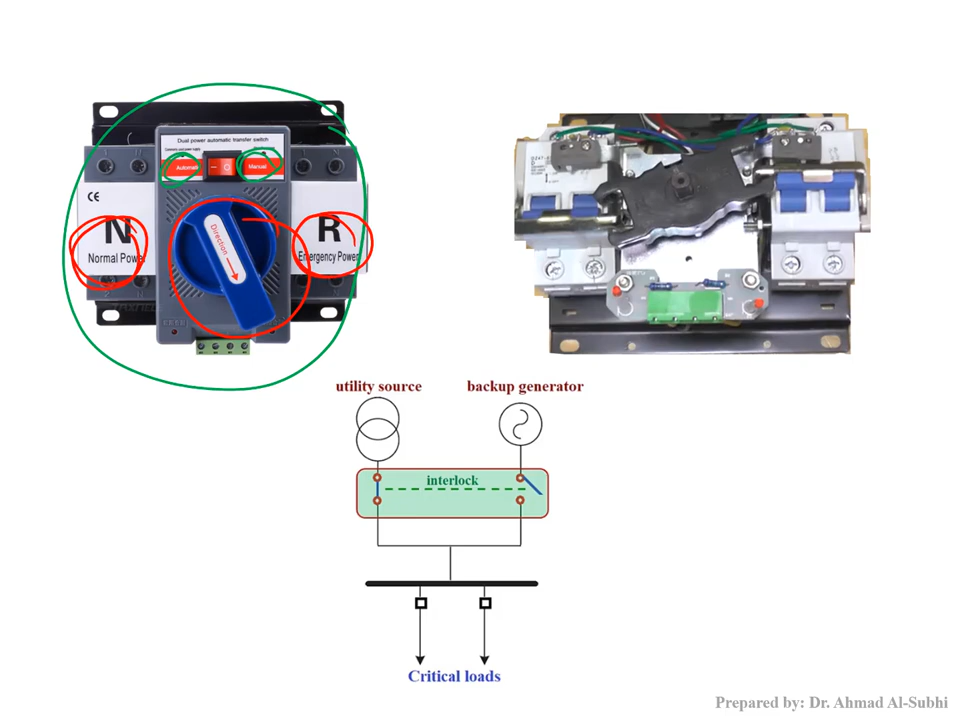 Dual power automatic transfer switch
Automatic
Manual
CE
N
Normal Power
R
Emergency Power
Direction
utility source
backup generator
interlock
Critical loads
Prepared by: Dr. Ahmad Al-Subhi